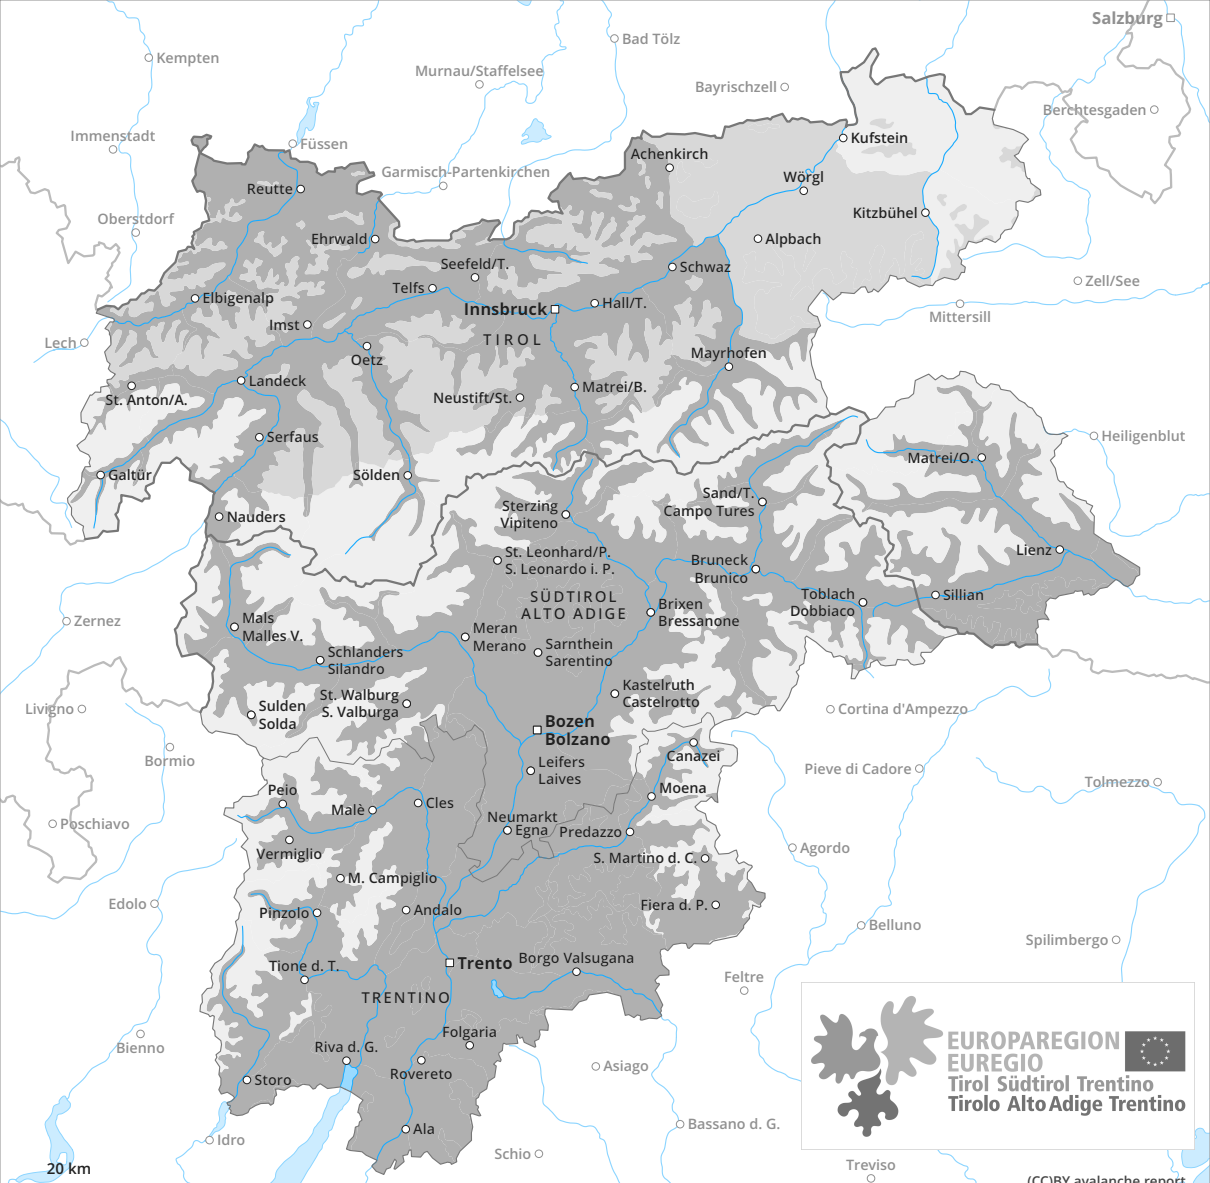 Salzburg
Bad Tölz
Kempten
Murnau/Staffelsee
Bayrischzell
Berchtesgaden
Immenstadt
Füssen
Kufstein
Achenkirch
Garmisch-Partenkirchen
Wörgl
Reutte
Oberstdorf
Kitzbühel
Ehrwald
Alpbach
Seefeld/T.
Schwaz
Zell/See
Telfs
Elbigenalp
Hall/T.
Innsbruck
Mittersill
Imst
TIROL
Lech
Oetz
Mayrhofen
Landeck
Matrei/B.
St. Anton/A.
Neustift/St.
Serfaus
Heiligenblut
Matrei/O.
Galtür
Sölden
Sand/T.
Campo Tures
Sterzing
Vipiteno
Nauders
St. Leonhard/P.
S. Leonardo i. P.
Lienz
Bruneck
Brunico
SÜDTIROL
ALTO ADIGE
Toblach
Dobbiaco
Sillian
Brixen
Bressanone
Zernez
Mals
Malles V.
Meran
Merano
Sarnthein
Sarentino
Schlanders
Silandro
Kastelruth
Castelrotto
St. Walburg
S. Valburga
Sulden
Solda
Livigno
Cortina d'Ampezzo
Bozen
Bolzano
Canazei
Bormio
Leifers
Laives
Pieve di Cadore
Tolmezzo
Peio
Moena
Malè
Cles
Neumarkt
Egna
Predazzo
Poschiavo
Vermiglio
S. Martino d. C.
Agordo
M. Campiglio
Edolo
Pinzolo
Andalo
Fiera d. P.
Belluno
Spilimbergo
Tione d. T.
Trento
Borgo Valsugana
Feltre
TRENTINO
Folgaria
Bienno
Riva d. G.
Rovereto
Asiago
Storo
EUROPAREGION
EUREGIO
Tirol Südtirol Trentino
Tirolo Alto Adige Trentino
Ala
Bassano d. G.
Idro
Schio
20 km
Treviso
(CC)BY avalanche.report